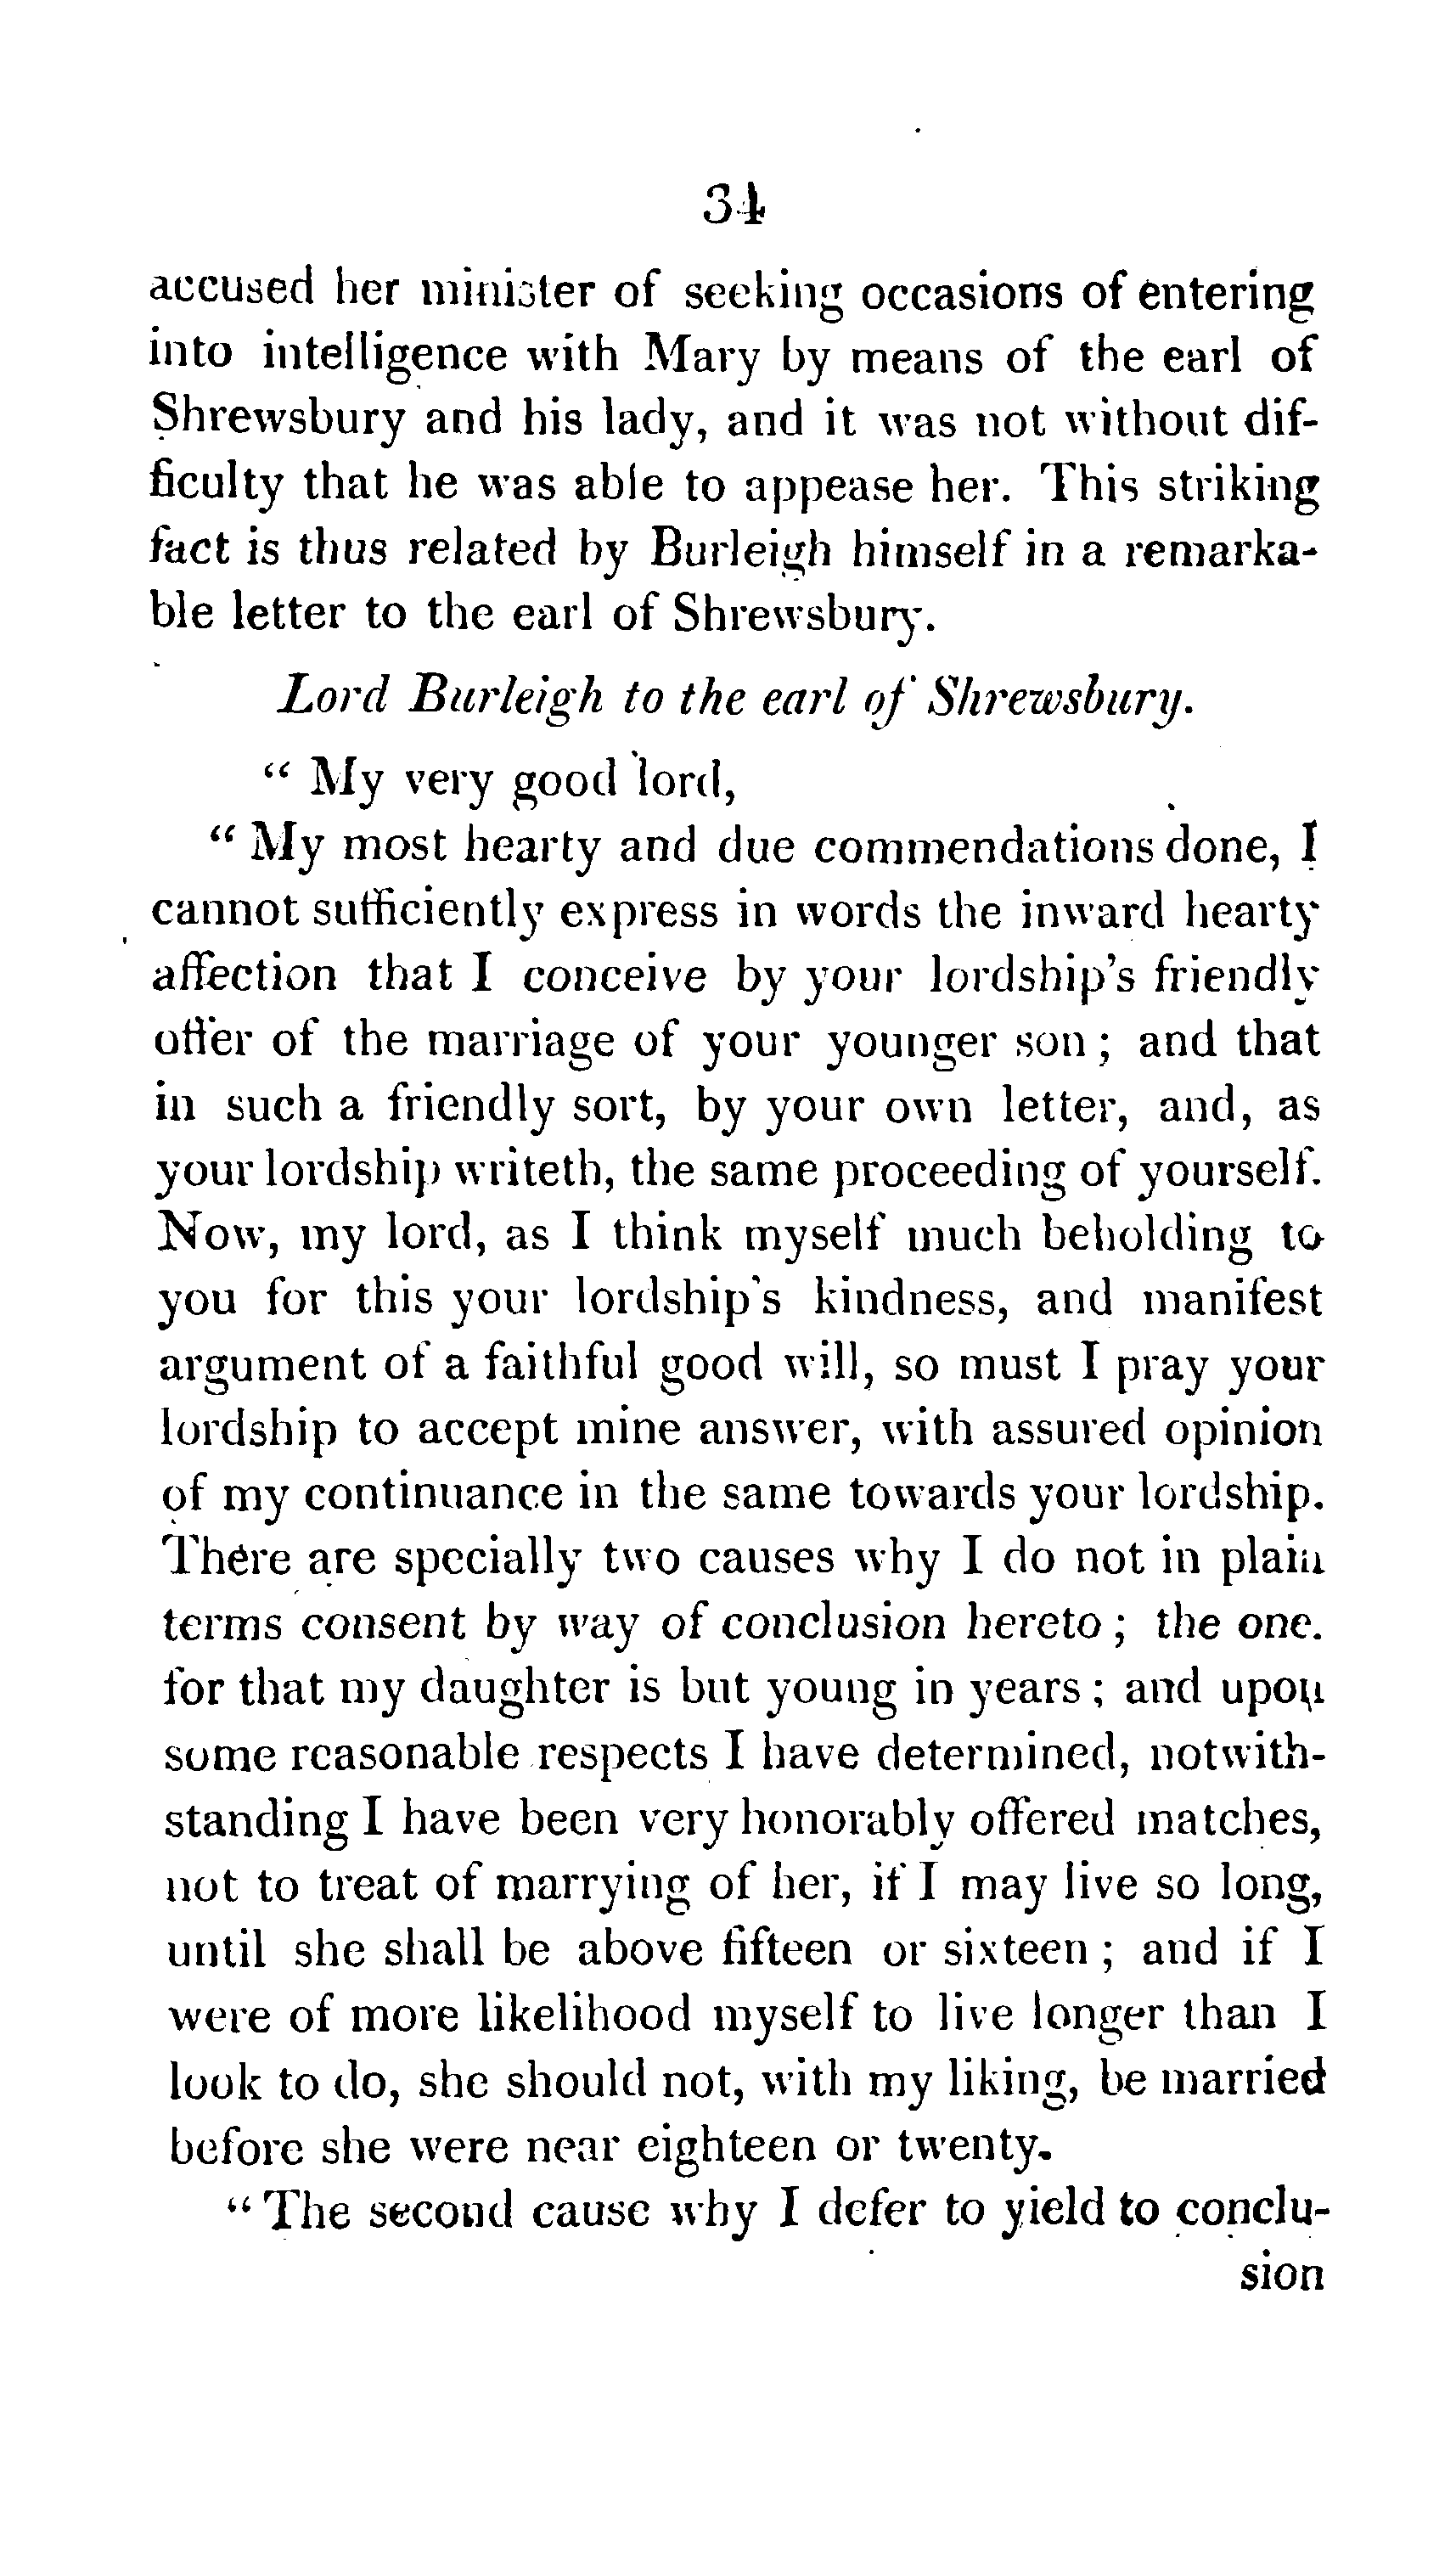 34
accused her minister of seeking occasions of entering
into intelligence with Mary by means of the earl of
Shrewsbury and his lady, and it was not without dif-
ficulty that he was able to appease her. This striking
fact is thus related by Burleigh himself in a remarka-
ble letter to the earl of Shrewsbury.
Lord Burleigh to the earl of Shrewsbury.
“ My very good lord,
“ My most hearty and due commendations done, I
cannot sufficiently express in words the inward hearty
affection that I conceive by your lordship's friendly
offer of the marriage of your younger son ; and that
in such a friendly sort, by your own letter, and, as
your lordship writeth, the same proceeding of yourself.
Now, my lord, as I think myself much beholding to
you for this your lordship's kindness, and manifest
argument of a faithful good will, so must I pray your
lordship to accept mine answer, with assured opinion
of my continuance in the same towards your lordship.
There are specially two causes why I do not in plain
terms consent by way of conclusion hereto ; the one.
for that my daughter is but young in years ; and upon
some reasonable respects I have determined, notwith-
standing I have been very honorably offered matches,
not to treat of marrying of her, if I may live so long,
until she shall be above fifteen or sixteen ; and if I
were of more likelihood myself to live longer than I
look to do, she should not, with my liking, be married
before she were near eighteen or twenty.
“ The second cause why I defer to yield to conclu-
sion